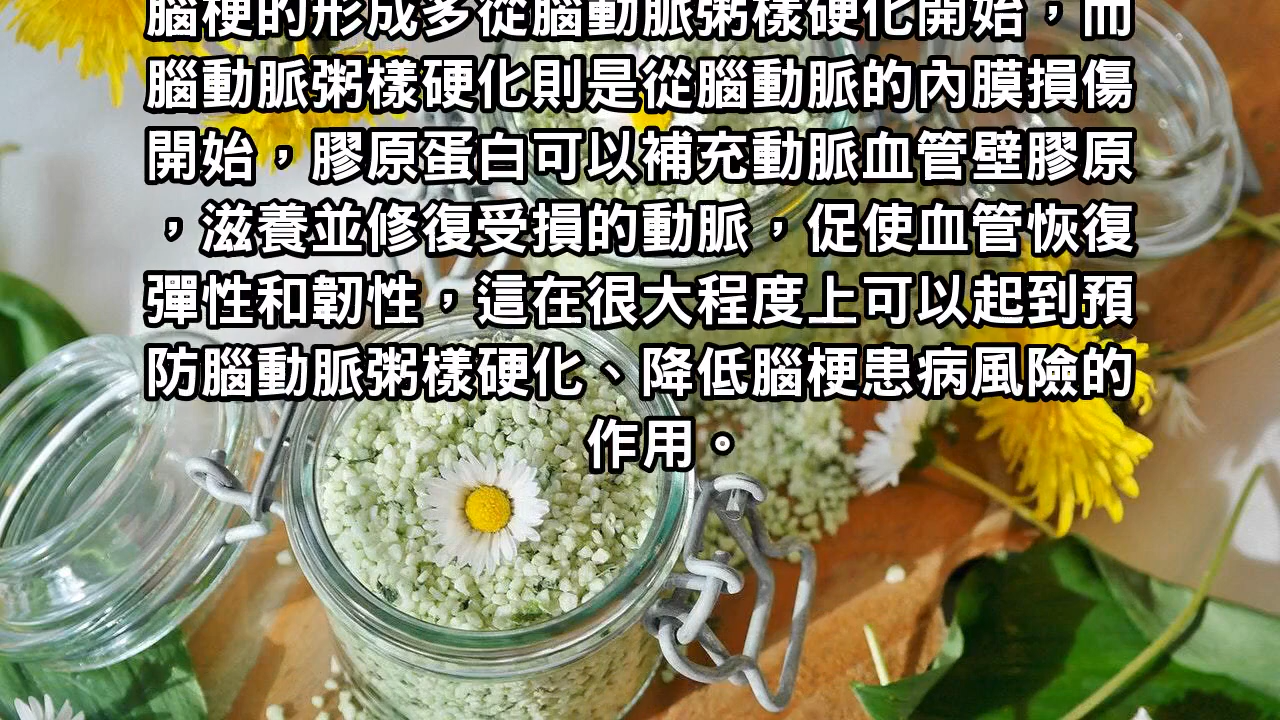 腦梗的形成多從腦動脈粥樣硬化開始，而
腦動脈粥樣硬化則是從腦動脈的內膜損傷
開始，膠原蛋白可以補充動脈血管壁膠原
，滋養並修復受損的動脈，促使血管恢復
彈性和韌性，這在很大程度上可以起到預
防腦動脈粥樣硬化、降低腦梗患病風險的
作用。